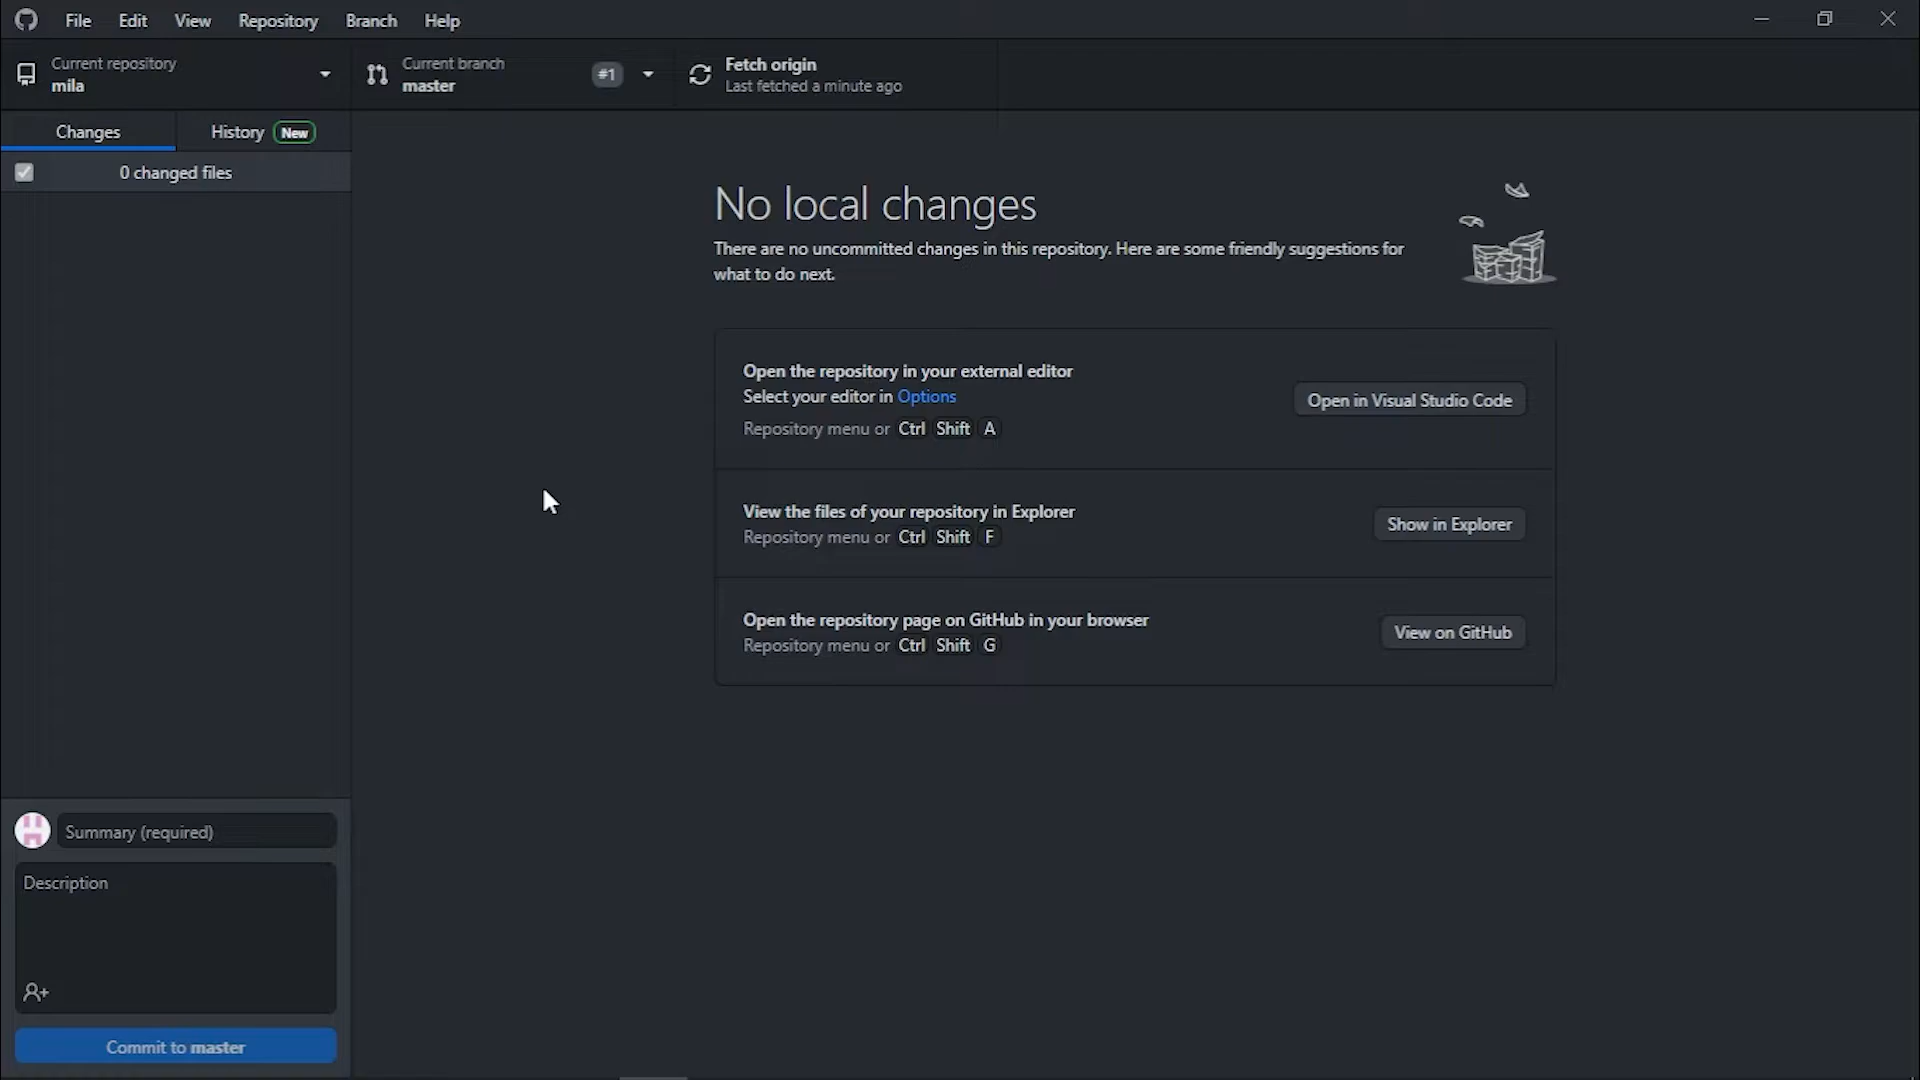 File Edit View Repository Branch Help
Current repository
mila
Current branch
master
#1
Fetch origin
Last fetched a minute ago
Changes
History New
0 changed files
No local changes
There are no uncommitted changes in this repository. Here are some friendly suggestions for
what to do next.
Open the repository in your external editor
Select your editor in Options
Repository menu or Ctrl Shift A
Open in Visual Studio Code
View the files of your repository in Explorer
Repository menu or Ctrl Shift F
Show in Explorer
Open the repository page on GitHub in your browser
Repository menu or Ctrl Shift G
View on GitHub
Summary (required)
Description
Commit to master